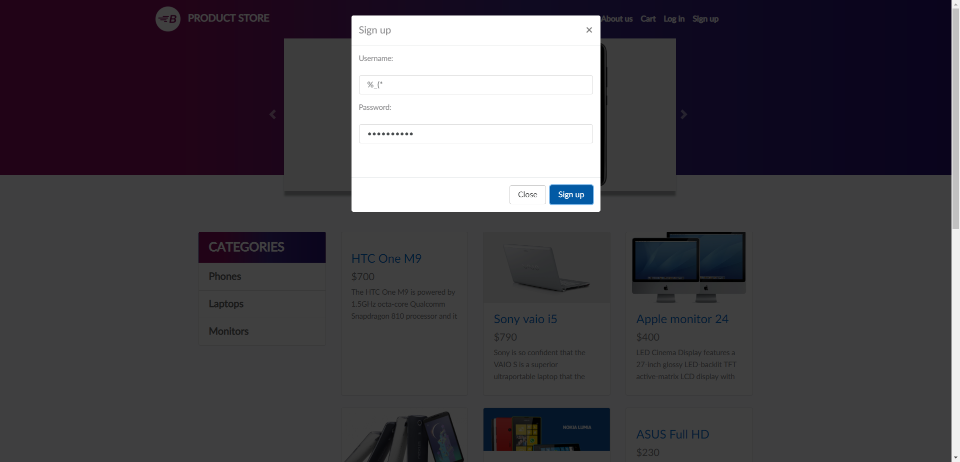 PRODUCT STORE
About us Cart Log in Sign up
Sign up ×
Username:
%_(*
Password:
••••••••••
Close Sign up
CATEGORIES
Phones
Laptops
Monitors
HTC One M9
$700
The HTC One M9 is powered by
1.5GHz octa-core Qualcomm
Snapdragon 810 processor and it
Sony vaio i5
$790
Sony is so confident that the
VAIO S is a superior
ultraportable laptop that the
Apple monitor 24
$400
LED Cinema Display features a
27-inch glossy LED-backlit TFT
active-matrix LCD display with
NOKIA LUMIA
ASUS Full HD
$230